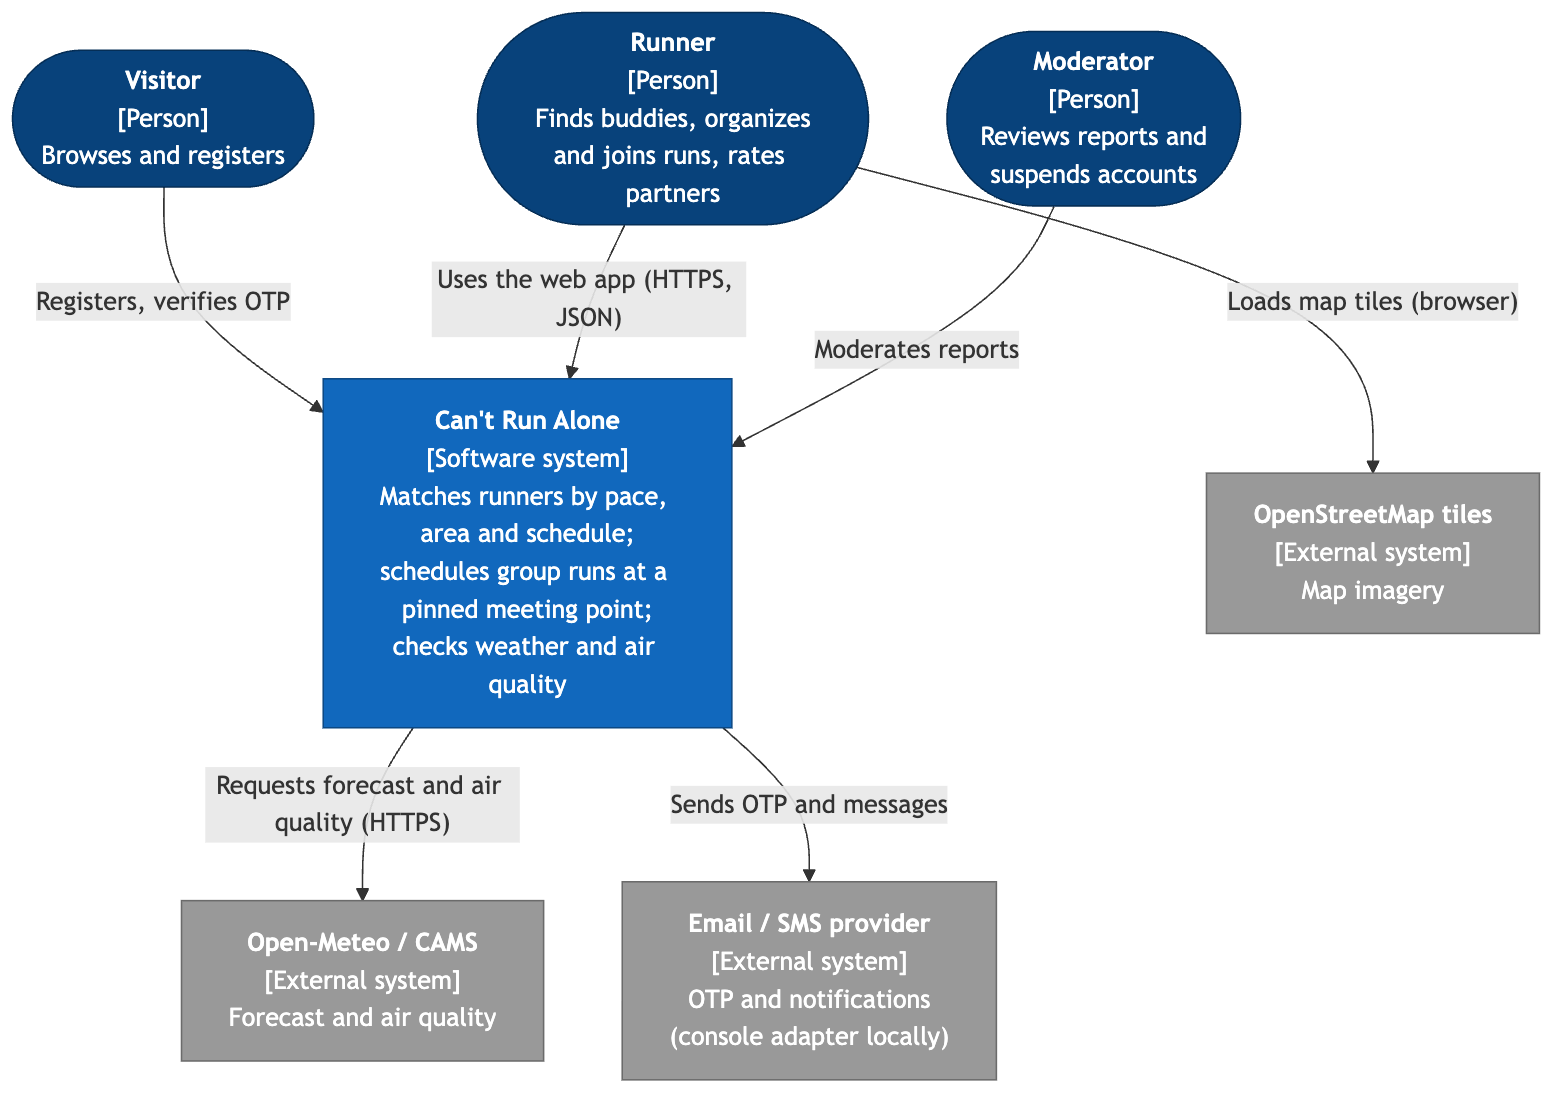 Visitor
[Person]
Browses and registers
Runner
[Person]
Finds buddies, organizes
and joins runs, rates
partners
Moderator
[Person]
Reviews reports and
suspends accounts
Registers, verifies OTP
Uses the web app (HTTPS,
JSON)
Moderates reports
Loads map tiles (browser)
Can't Run Alone
[Software system]
Matches runners by pace,
area and schedule;
schedules group runs at a
pinned meeting point;
checks weather and air
quality
OpenStreetMap tiles
[External system]
Map imagery
Requests forecast and air
quality (HTTPS)
Sends OTP and messages
Open-Meteo / CAMS
[External system]
Forecast and air quality
Email / SMS provider
[External system]
OTP and notifications
(console adapter locally)